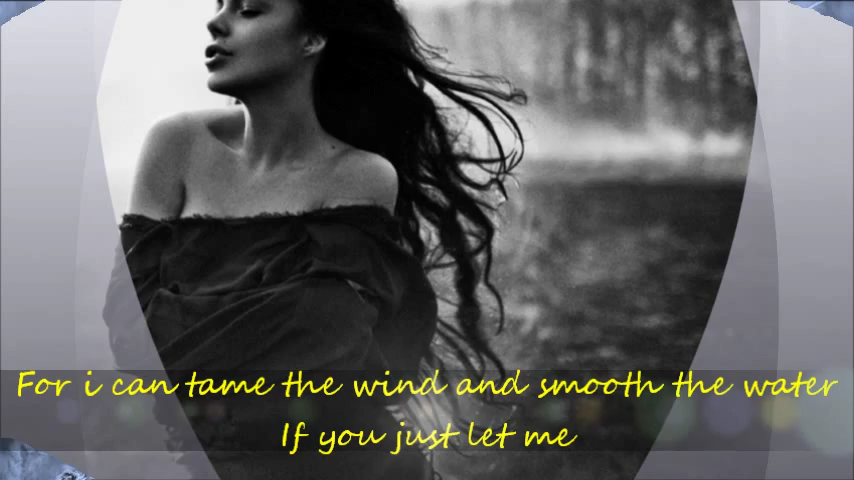 For i can tame the wind and smooth the water
If you just let me